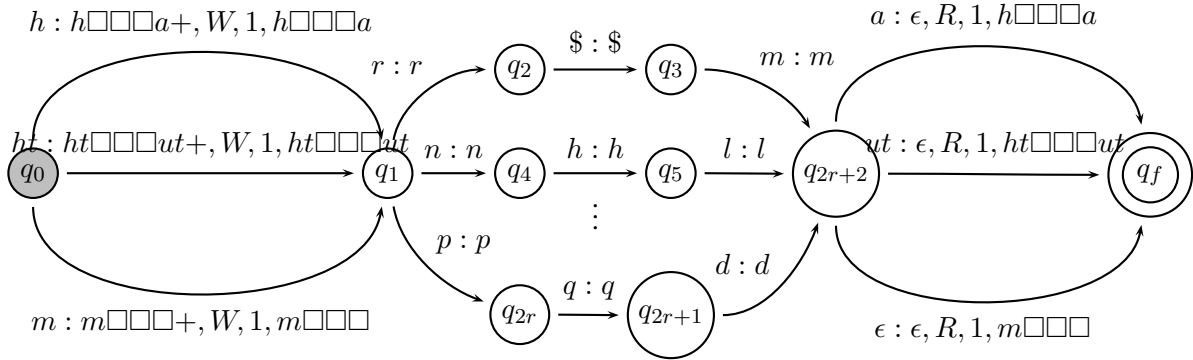 h : h□□□a+, W, 1, h□□□a
a : ϵ, R, 1, h□□□a
r : r
q₂
$ : $
q₃
m : m
ht : ht□□□ut+, W, 1, ht□□□ut
ut : ϵ, R, 1, ht□□□ut
q₀
q₁
n : n
q₄
h : h
q₅
l : l
q₂ᵣ₊₂
q_f
⋮
p : p
q₂ᵣ
q : q
q₂ᵣ₊₁
d : d
m : m□□□+, W, 1, m□□□
ϵ : ϵ, R, 1, m□□□